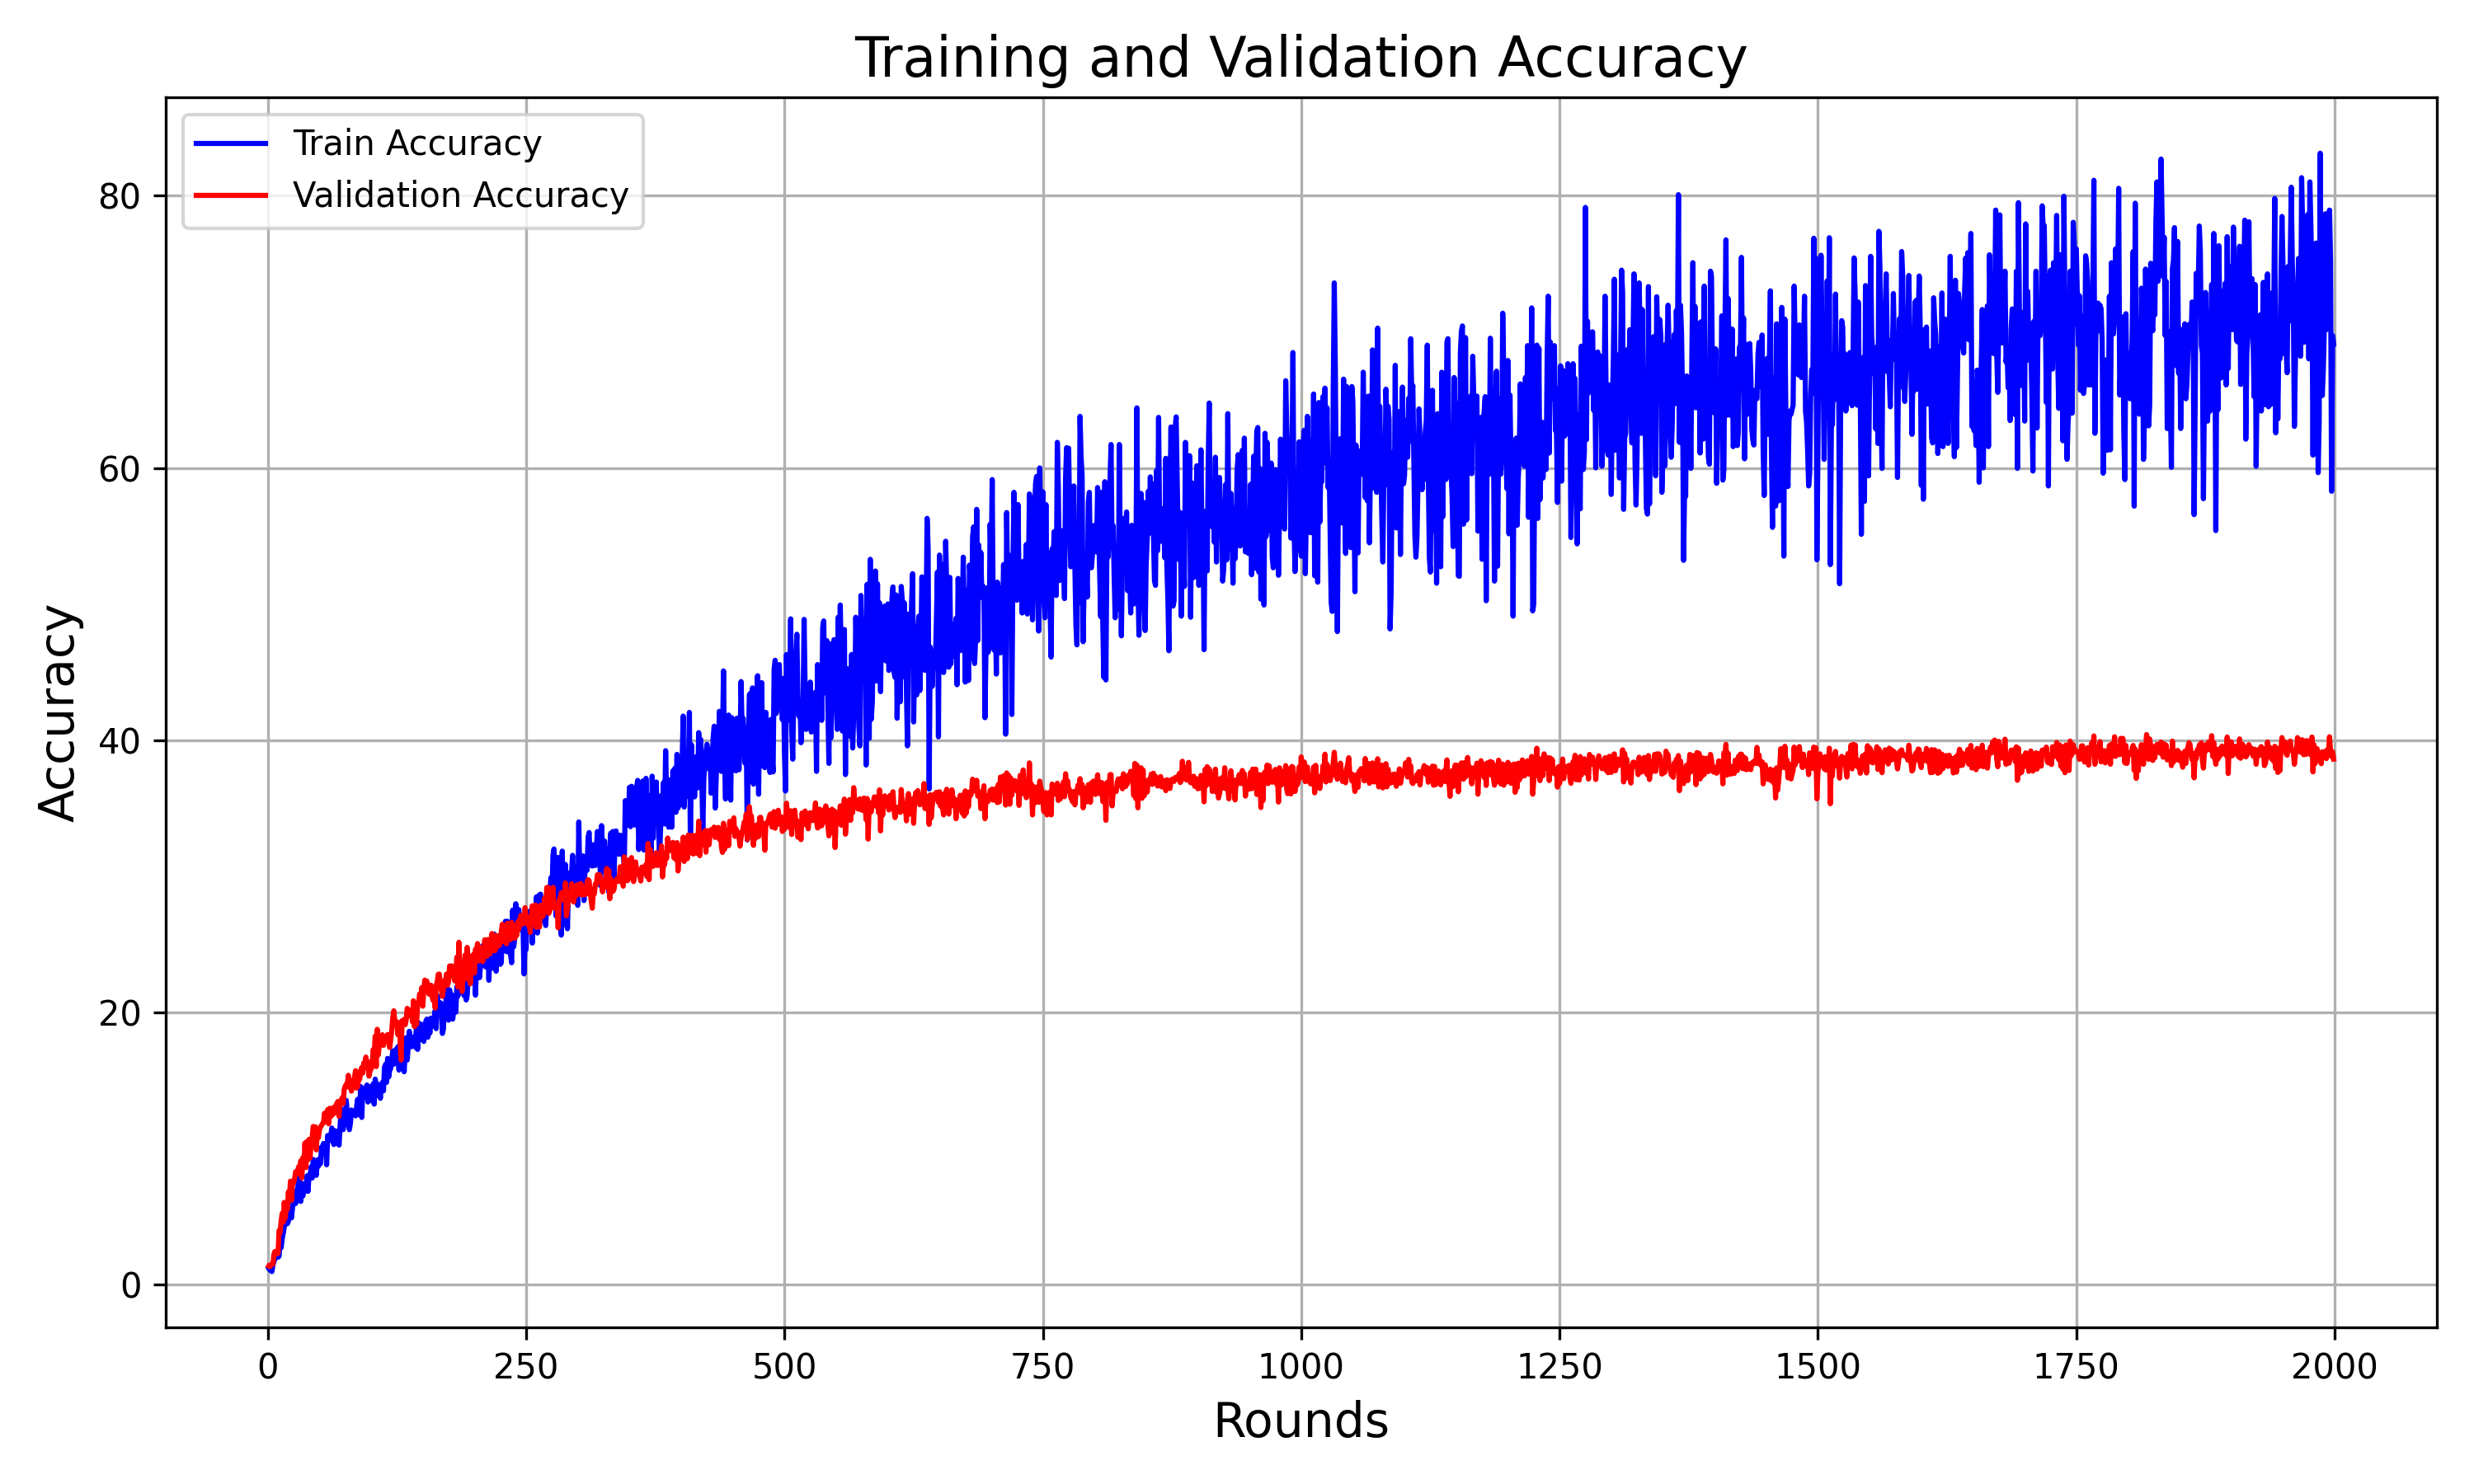 Training and Validation Accuracy
Train Accuracy
Validation Accuracy
80
60
40
20
0
Accuracy
0 250 500 750 1000 1250 1500 1750 2000
Rounds